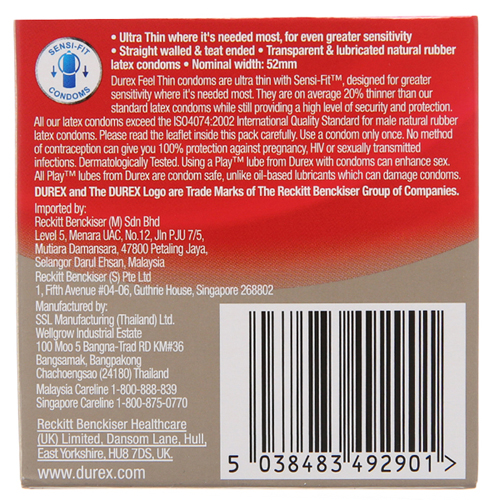 SENSI-FIT
CONDOMS
• Ultra Thin where it's needed most, for even greater sensitivity
• Straight walled & teat ended • Transparent & lubricated natural rubber
latex condoms • Nominal width: 52mm
Durex Feel Thin condoms are ultra thin with Sensi-Fit™, designed for greater
sensitivity where it's needed most. They are on average 20% thinner than our
standard latex condoms while still providing a high level of security and protection.
All our latex condoms exceed the ISO4074:2002 International Quality Standard for male natural rubber
latex condoms. Please read the leaflet inside this pack carefully. Use a condom only once. No method
of contraception can give you 100% protection against pregnancy, HIV or sexually transmitted
infections. Dermatologically Tested. Using a Play™ lube from Durex with condoms can enhance sex.
All Play™ lubes from Durex are condom safe, unlike oil-based lubricants which can damage condoms.
DUREX and The DUREX Logo are Trade Marks of The Reckitt Benckiser Group of Companies.
Imported by:
Reckitt Benckiser (M) Sdn Bhd
Level 5, Menara UAC, No.12, Jln PJU 7/5,
Mutiara Damansara, 47800 Petaling Jaya,
Selangor Darul Ehsan, Malaysia
Reckitt Benckiser (S) Pte Ltd
1, Fifth Avenue #04-06, Guthrie House, Singapore 268802
Manufactured by:
SSL Manufacturing (Thailand) Ltd.
Wellgrow Industrial Estate
100 Moo 5 Bangna-Trad RD KM#36
Bangsamak, Bangpakong
Chachoengsao (24180) Thailand
Malaysia Careline 1-800-888-839
Singapore Careline 1-800-875-0770
Reckitt Benckiser Healthcare
(UK) Limited, Dansom Lane, Hull,
East Yorkshire, HU8 7DS, UK.
www.durex.com
5 038483 492901 >